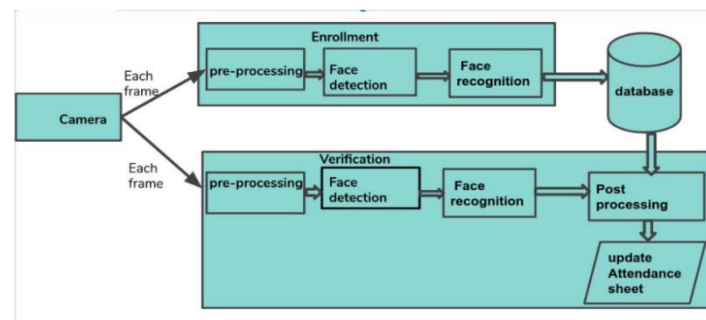 Enrollment
pre-processing
Face
detection
Face
recognition
database
Each
frame
Camera
Each
frame
Verification
pre-processing
Face
detection
Face
recognition
Post
processing
update
Attendance
sheet